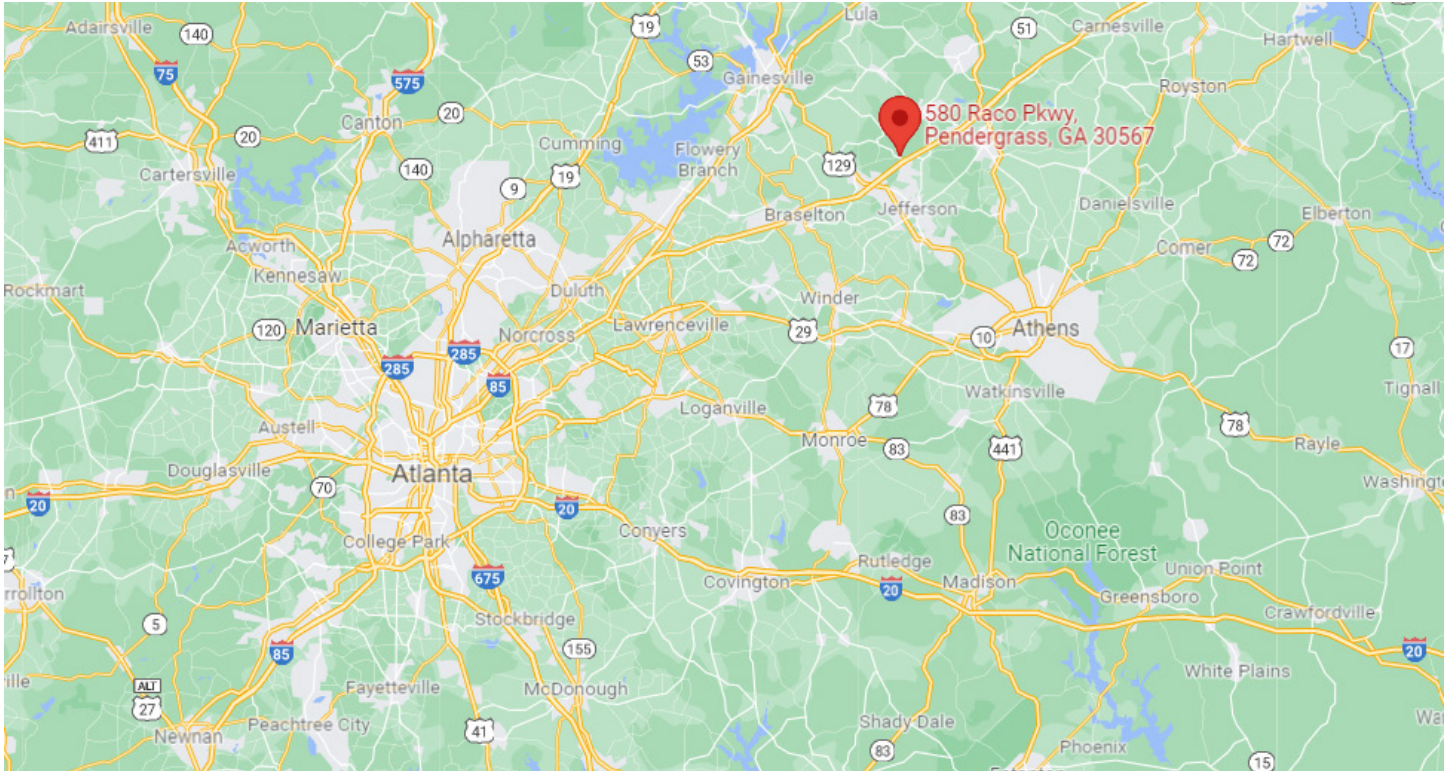 Adairsville
140
19
Lula
51
Carnesville
Hartwell
75
575
53
Gainesville
Royston
411
20
Canton
20
Cumming
Flowery
Branch
129
580 Raco Pkwy,
Pendergrass, GA 30567
Cartersville
140
9
19
Braselton
Jefferson
Danielsville
Elberton
Acworth
Alpharetta
Comer
72
72
Kennesaw
Rockmart
Duluth
Winder
120
Marietta
Norcross
Lawrenceville
29
10
Athens
285
285
85
17
Watkinsville
Tignall
Loganville
78
Austell
Monroe
83
441
78
Rayle
Douglasville
Atlanta
70
20
20
Washingt
83
Conyers
Oconee
National Forest
College Park
675
Covington
Rutledge
20
Madison
Union Point
Greensboro
rrollton
Stockbridge
Crawfordville
5
85
155
20
White Plains
ALT
27
Fayetteville
McDonough
Peachtree City
41
Newnan
Shady Dale
83
Phoenix
15
ville